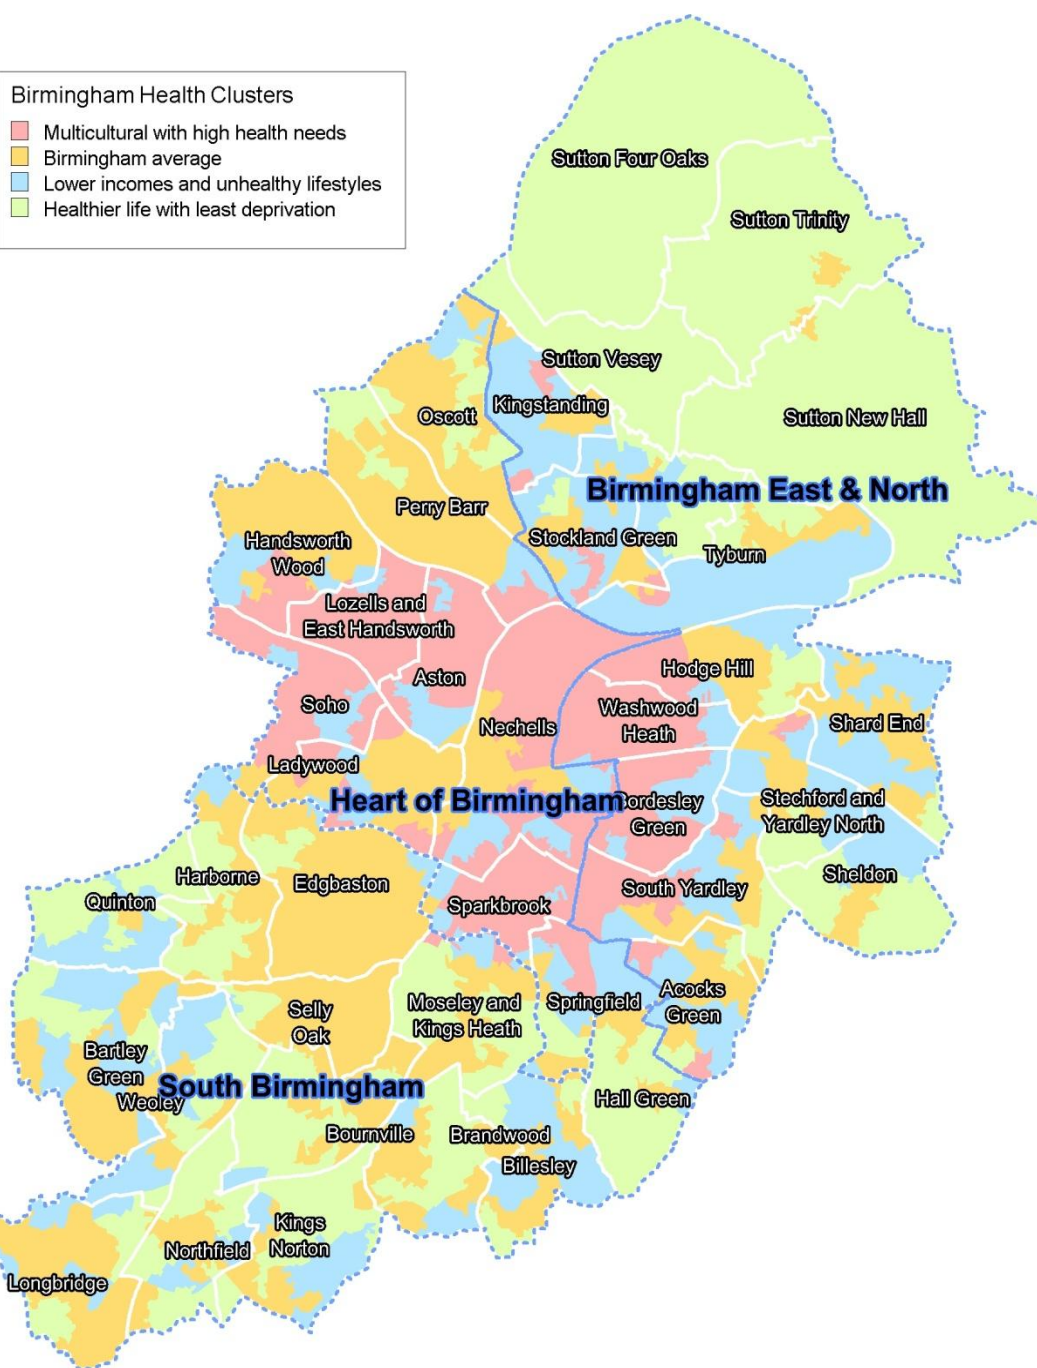 Birmingham Health Clusters
Multicultural with high health needs
Birmingham average
Lower incomes and unhealthy lifestyles
Healthier life with least deprivation
Sutton Four Oaks
Sutton Trinity
Sutton Vesey
Kingstanding
Oscott
Sutton New Hall
Birmingham East & North
Perry Barr
Stockland Green
Handsworth
Wood
Tyburn
Lozells and
East Handsworth
Hodge Hill
Aston
Soho
Washwood
Heath
Nechells
Shard End
Ladywood
Heart of Birmingham
Bordesley
Green
Stechford and
Yardley North
Harborne
Edgbaston
Sheldon
Quinton
Sparkbrook
South Yardley
Selly
Oak
Moseley and
Kings Heath
Springfield
Acocks
Green
Bartley
Green
South Birmingham
Weoley
Hall Green
Bournville
Brandwood
Billesley
Kings
Norton
Northfield
Longbridge